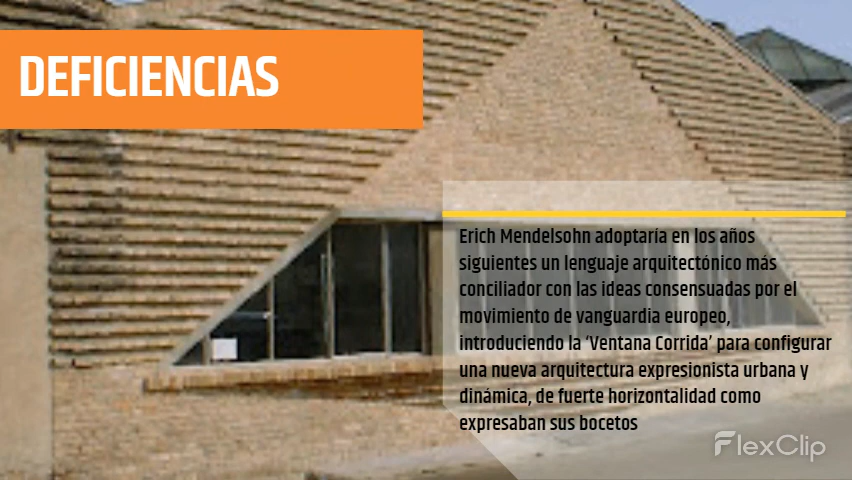 DEFICIENCIAS
Erich Mendelsohn adoptaría en los años
siguientes un lenguaje arquitectónico más
conciliador con las ideas consensuadas por el
movimiento de vanguardia europeo,
introduciendo la ‘Ventana Corrida’ para configurar
una nueva arquitectura expresionista urbana y
dinámica, de fuerte horizontalidad como
expresaban sus bocetos
FlexClip